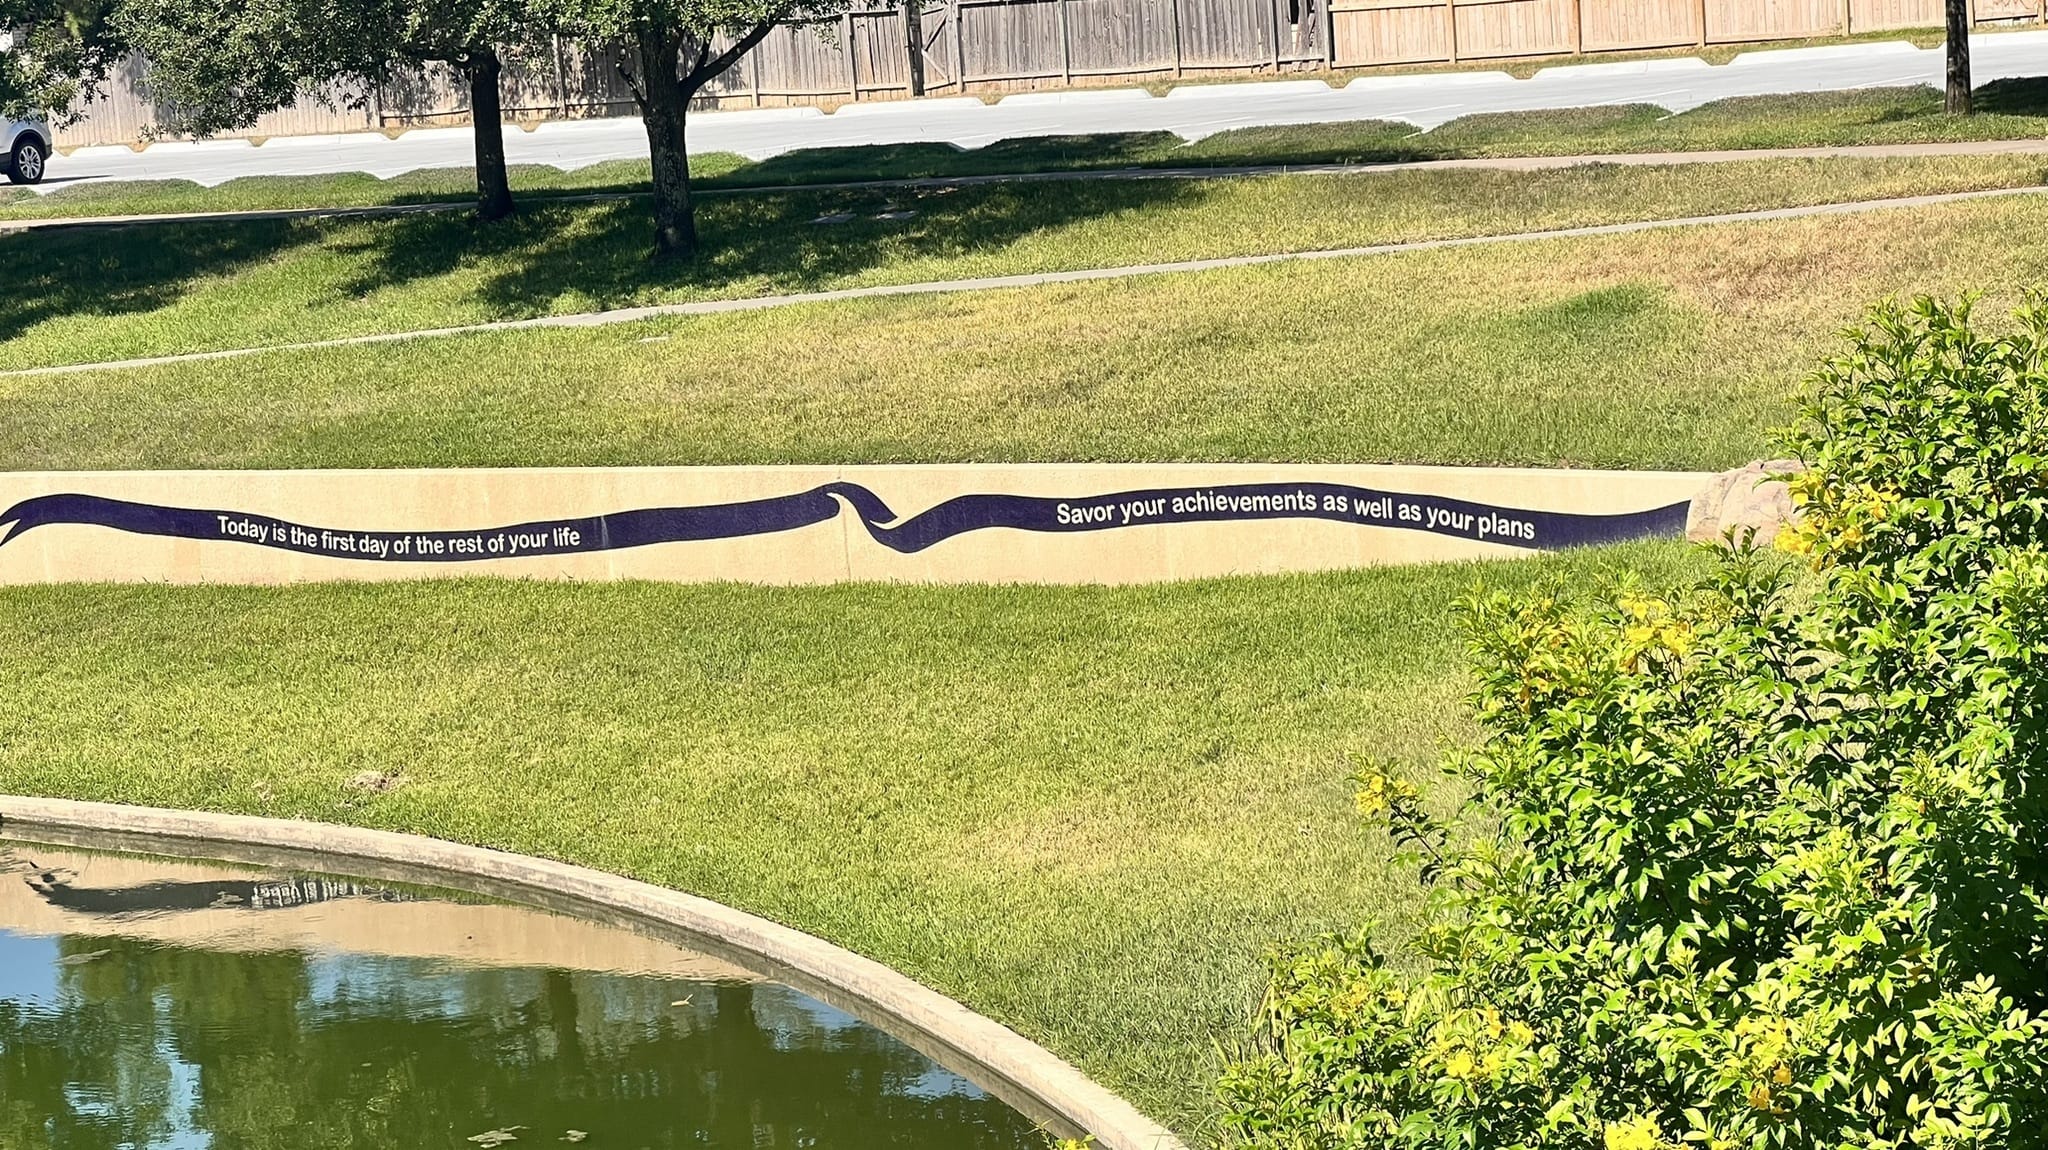 Today is the first day of the rest of your life
Savor your achievements as well as your plans